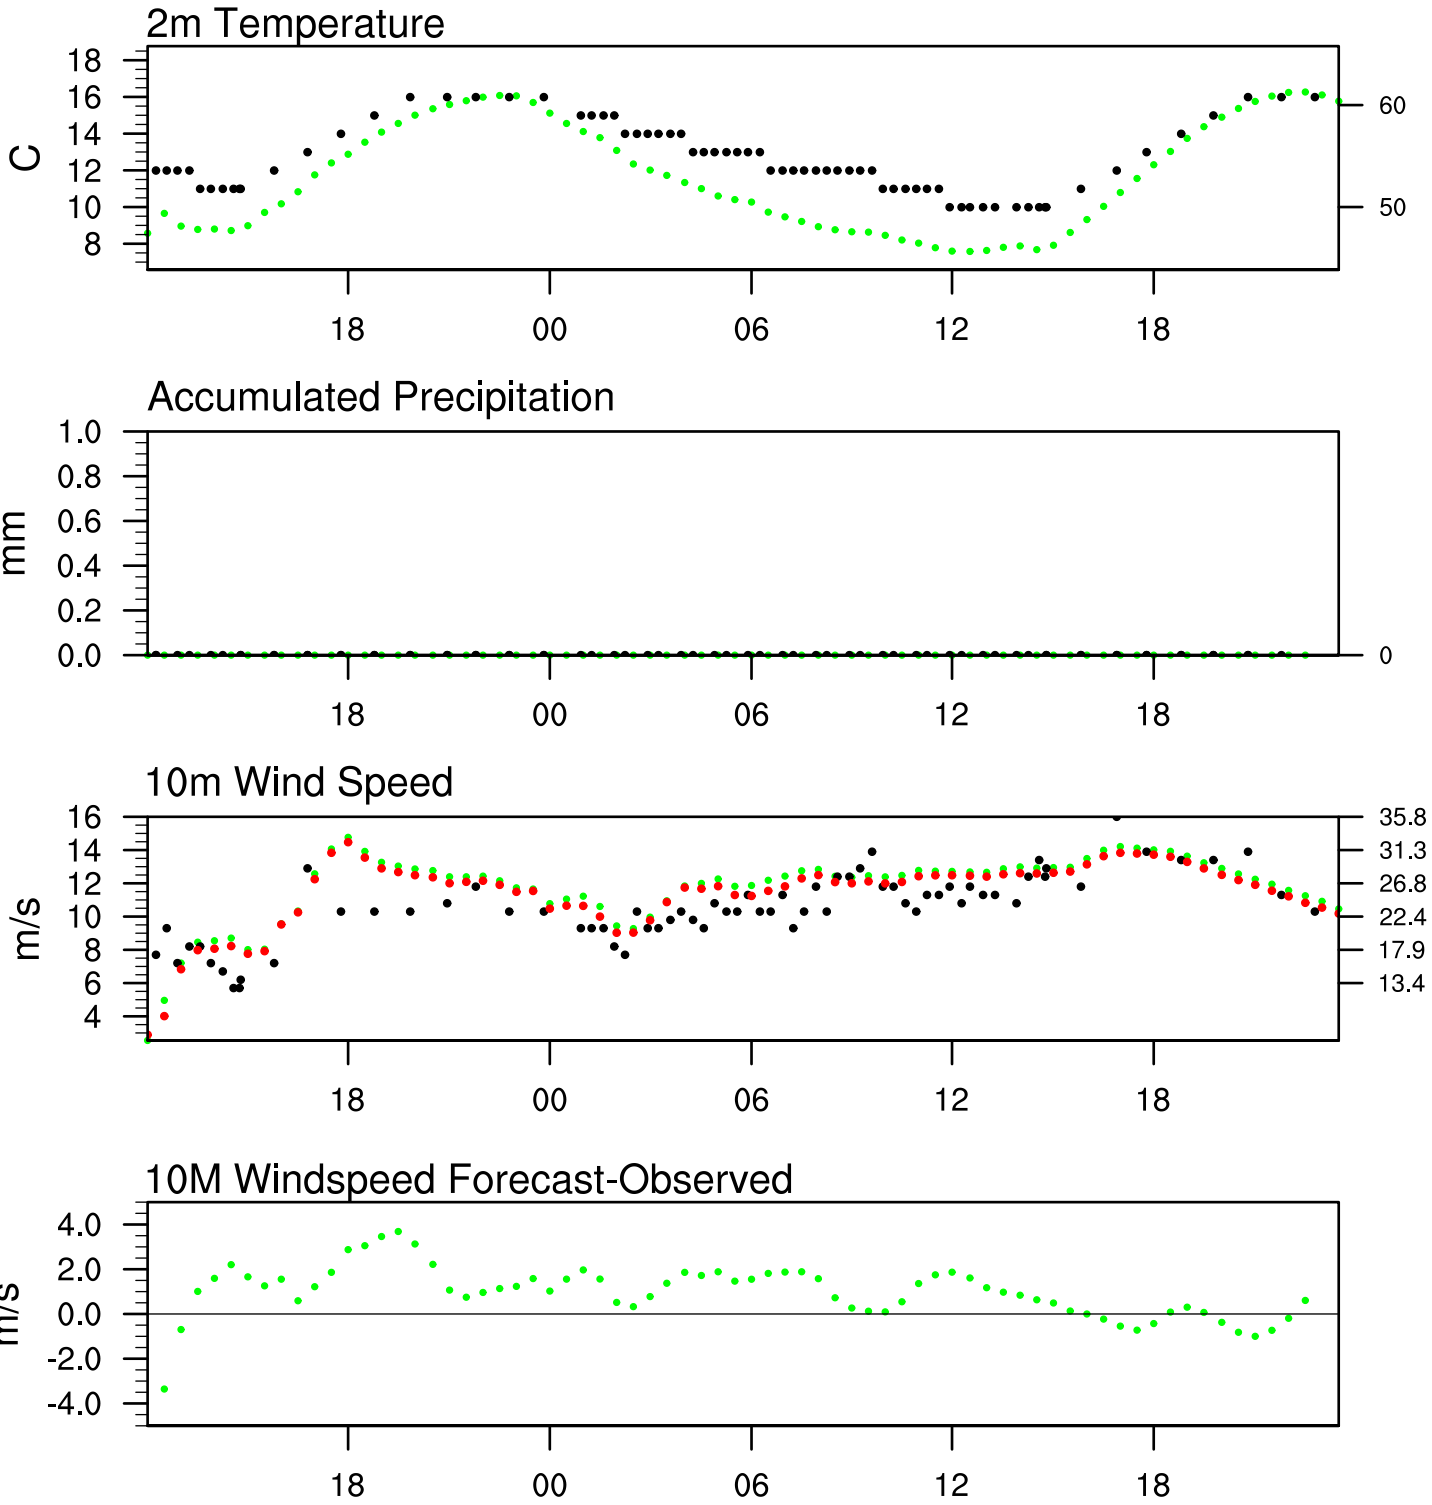 2m Temperature
18
16
14
12
10
8
C
60
50
18 00 06 12 18
Accumulated Precipitation
1.0
0.8
0.6
0.4
0.2
0.0
mm
0
18 00 06 12 18
10m Wind Speed
16
14
12
10
8
6
4
m/s
35.8
31.3
26.8
22.4
17.9
13.4
18 00 06 12 18
10M Windspeed Forecast-Observed
4.0
2.0
0.0
-2.0
-4.0
m/s
18 00 06 12 18